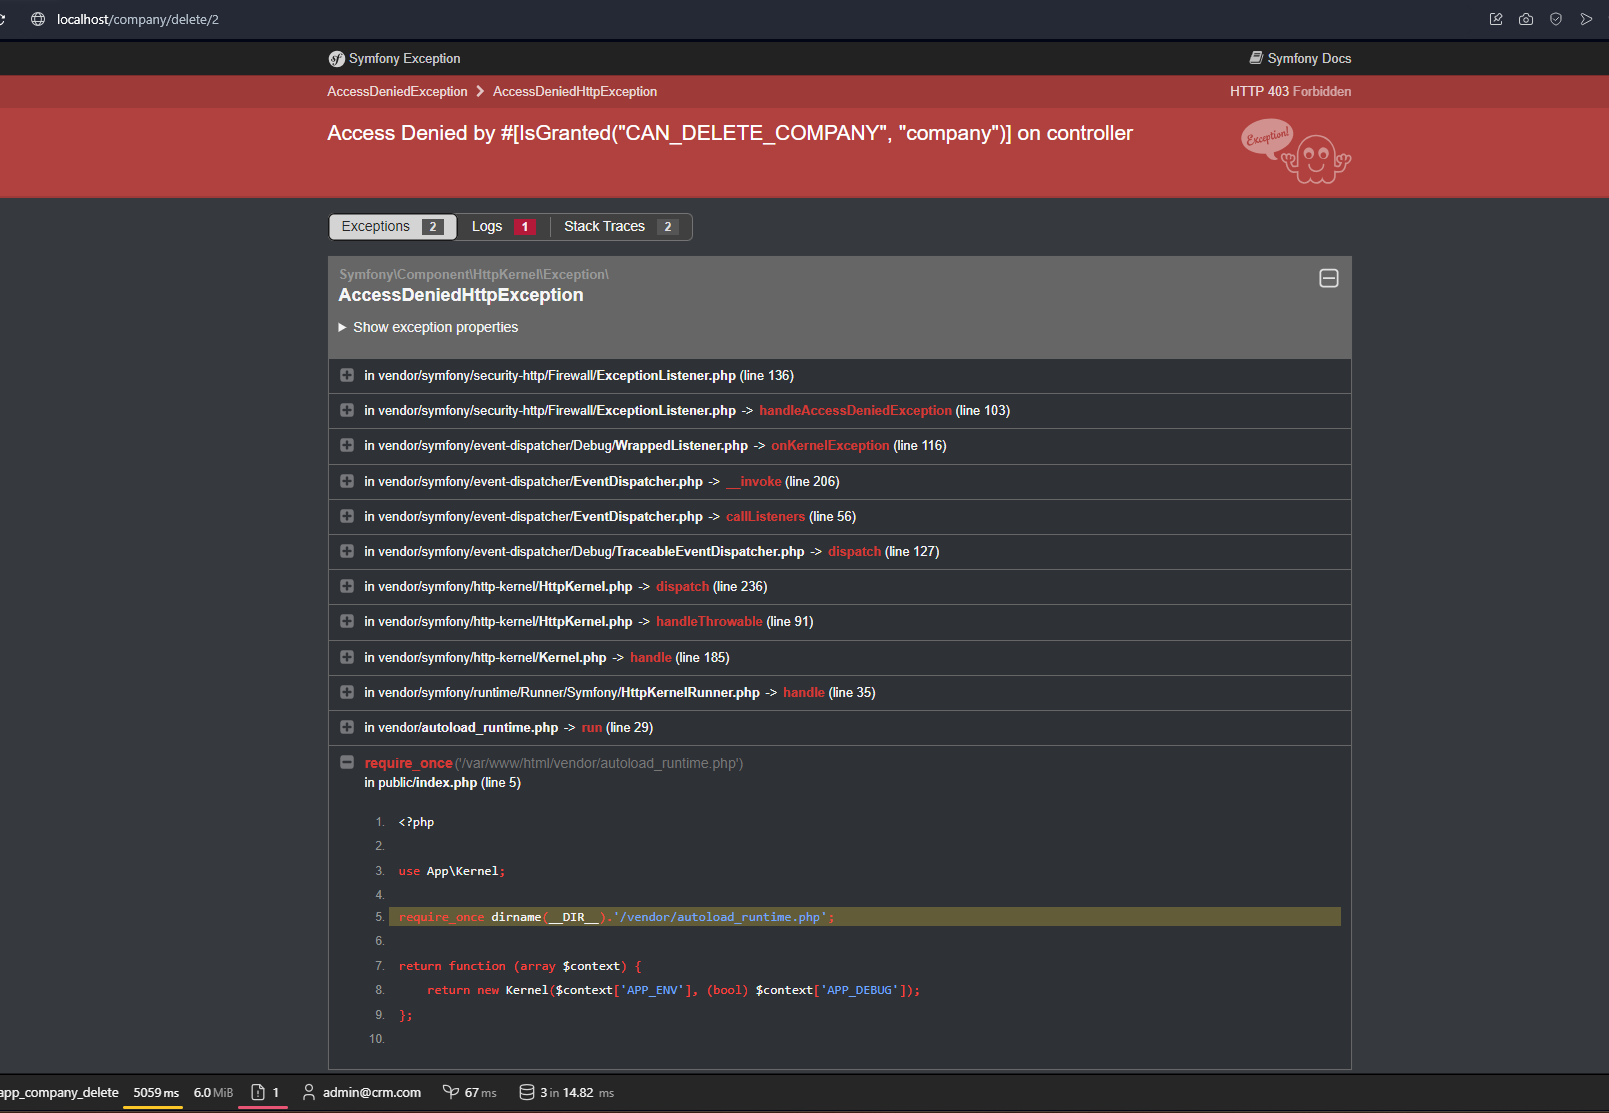 localhost/company/delete/2
Symfony Exception
Symfony Docs
AccessDeniedException > AccessDeniedHttpException
HTTP 403 Forbidden
Access Denied by #[IsGranted("CAN_DELETE_COMPANY", "company")] on controller
Exception!
Exceptions 2 Logs 1 Stack Traces 2
Symfony\Component\HttpKernel\Exception\
AccessDeniedHttpException
Show exception properties
in vendor/symfony/security-http/Firewall/ExceptionListener.php (line 136)
in vendor/symfony/security-http/Firewall/ExceptionListener.php -> handleAccessDeniedException (line 103)
in vendor/symfony/event-dispatcher/Debug/WrappedListener.php -> onKernelException (line 116)
in vendor/symfony/event-dispatcher/EventDispatcher.php -> __invoke (line 206)
in vendor/symfony/event-dispatcher/EventDispatcher.php -> callListeners (line 56)
in vendor/symfony/event-dispatcher/Debug/TraceableEventDispatcher.php -> dispatch (line 127)
in vendor/symfony/http-kernel/HttpKernel.php -> dispatch (line 236)
in vendor/symfony/http-kernel/HttpKernel.php -> handleThrowable (line 91)
in vendor/symfony/http-kernel/Kernel.php -> handle (line 185)
in vendor/symfony/runtime/Runner/Symfony/HttpKernelRunner.php -> handle (line 35)
in vendor/autoload_runtime.php -> run (line 29)
require_once('/var/www/html/vendor/autoload_runtime.php')
in public/index.php (line 5)
1. <?php
2.
3. use App\Kernel;
4.
5. require_once dirname(__DIR__).'/vendor/autoload_runtime.php';
6.
7. return function (array $context) {
8.     return new Kernel($context['APP_ENV'], (bool) $context['APP_DEBUG']);
9. };
10.
app_company_delete 5059 ms 6.0 MiB 1 admin@crm.com 67 ms 3 in 14.82 ms